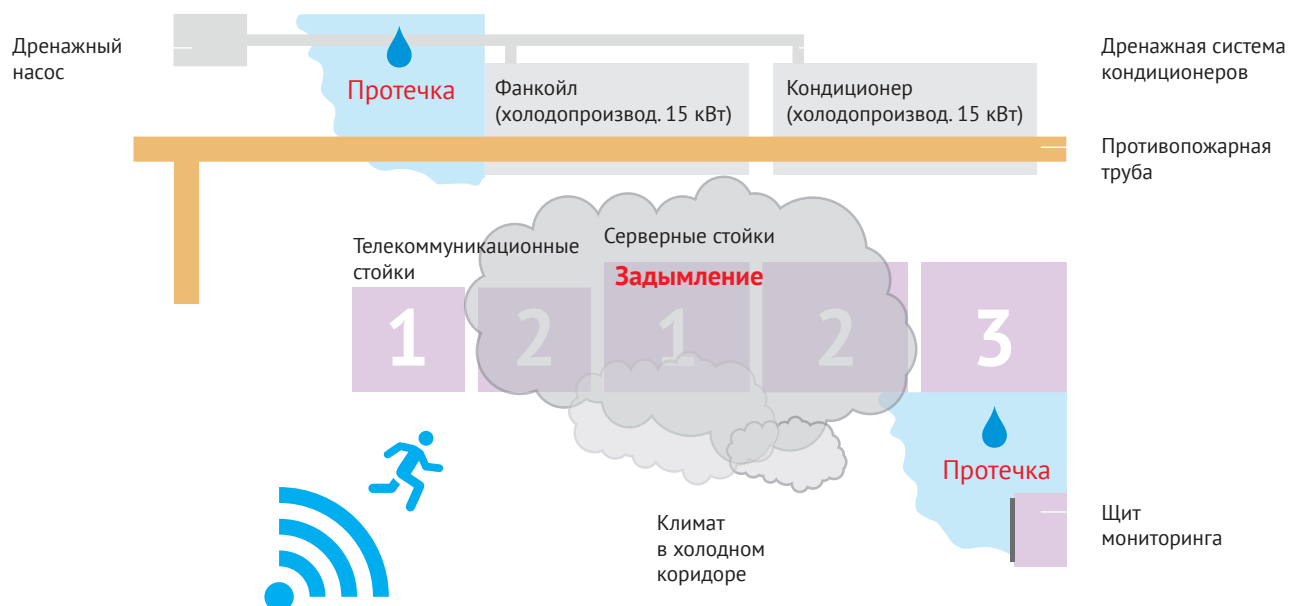 Дренажный
насос
Протечка
Фанкойл
(холодопроизвод. 15 кВт)
Кондиционер
(холодопроизвод. 15 кВт)
Дренажная система
кондиционеров
Противопожарная
труба
Телекоммуникационные
стойки
Серверные стойки
Задымление
1
2
1
2
3
Протечка
Климат
в холодном
коридоре
Щит
мониторинга